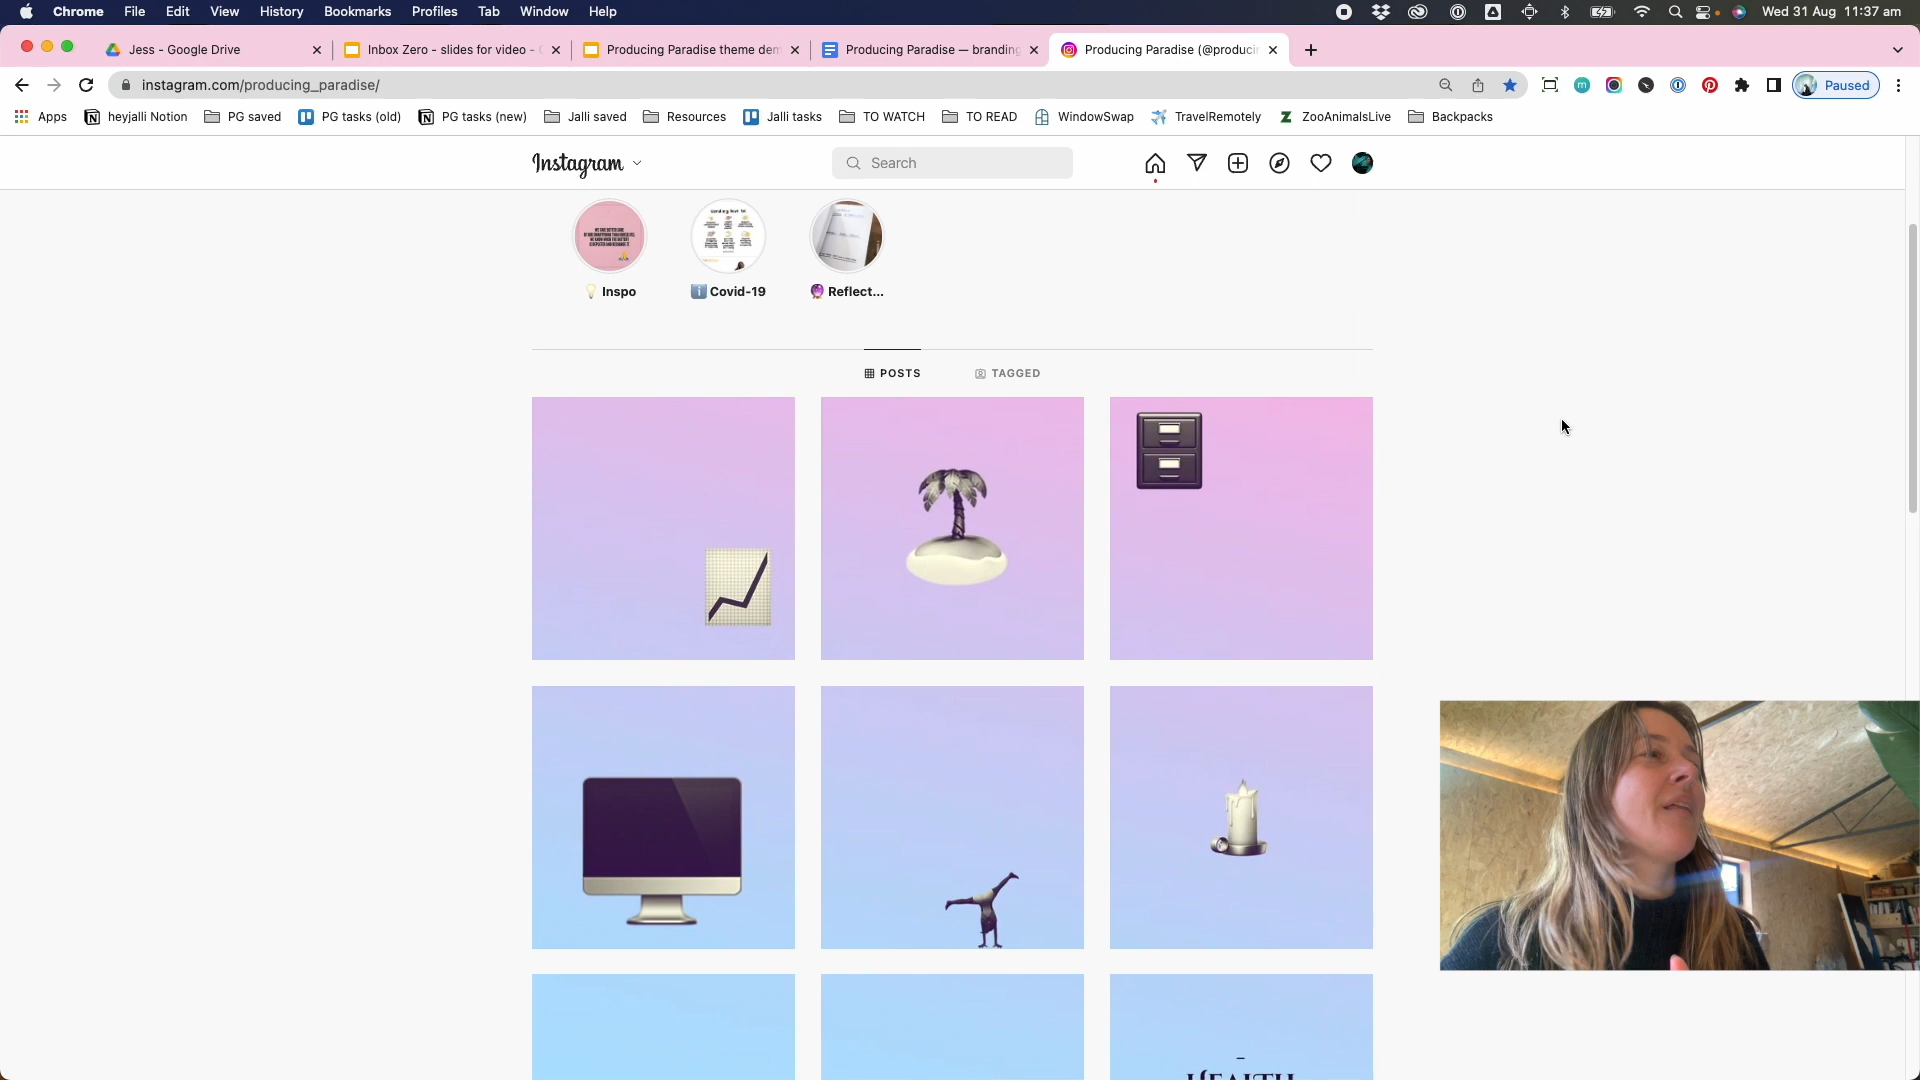 Chrome File Edit View History Bookmarks Profiles Tab Window Help Wed 31 Aug 11:37 am
Jess - Google Drive Inbox Zero - slides for video - Producing Paradise theme dem Producing Paradise — branding Producing Paradise (@produci
instagram.com/producing_paradise/ Paused
Apps heyjalli Notion PG saved PG tasks (old) PG tasks (new) Jalli saved Resources Jalli tasks TO WATCH TO READ WindowSwap TravelRemotely ZooAnimalsLive Backpacks
Instagram Search
Inspo Covid-19 Reflect...
POSTS TAGGED
HEALTH